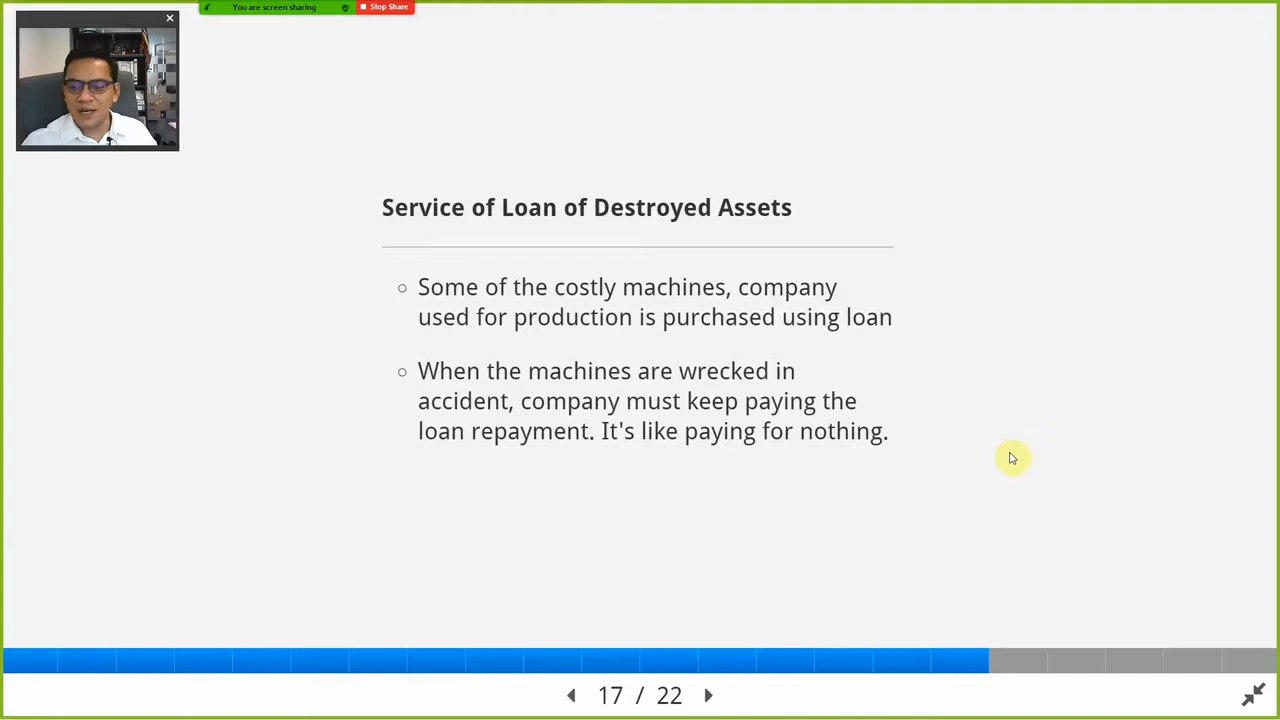 You are screen sharing
Stop Share
Service of Loan of Destroyed Assets
Some of the costly machines, company
used for production is purchased using loan
When the machines are wrecked in
accident, company must keep paying the
loan repayment. It's like paying for nothing.
17 / 22